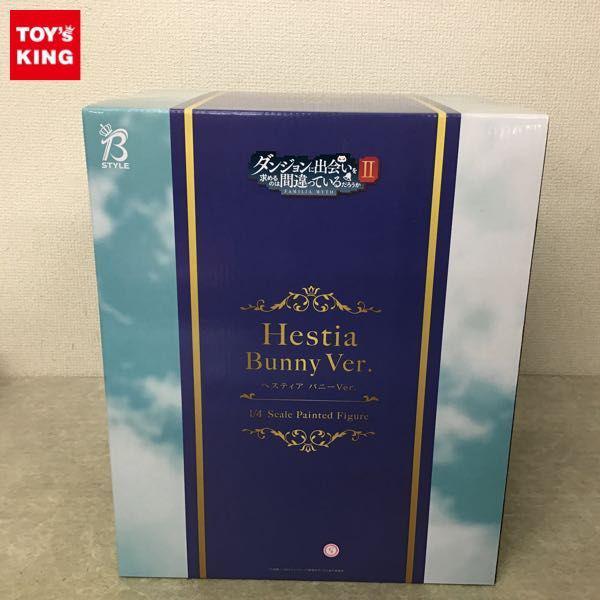 TOY's
KING
B
STYLE
ダンジョンに出会いを
求めるのは間違っているだろうか
II
FAMILIA MYTH
Hestia
Bunny Ver.
ヘスティア バニーVer.
1/4 Scale Painted Figure